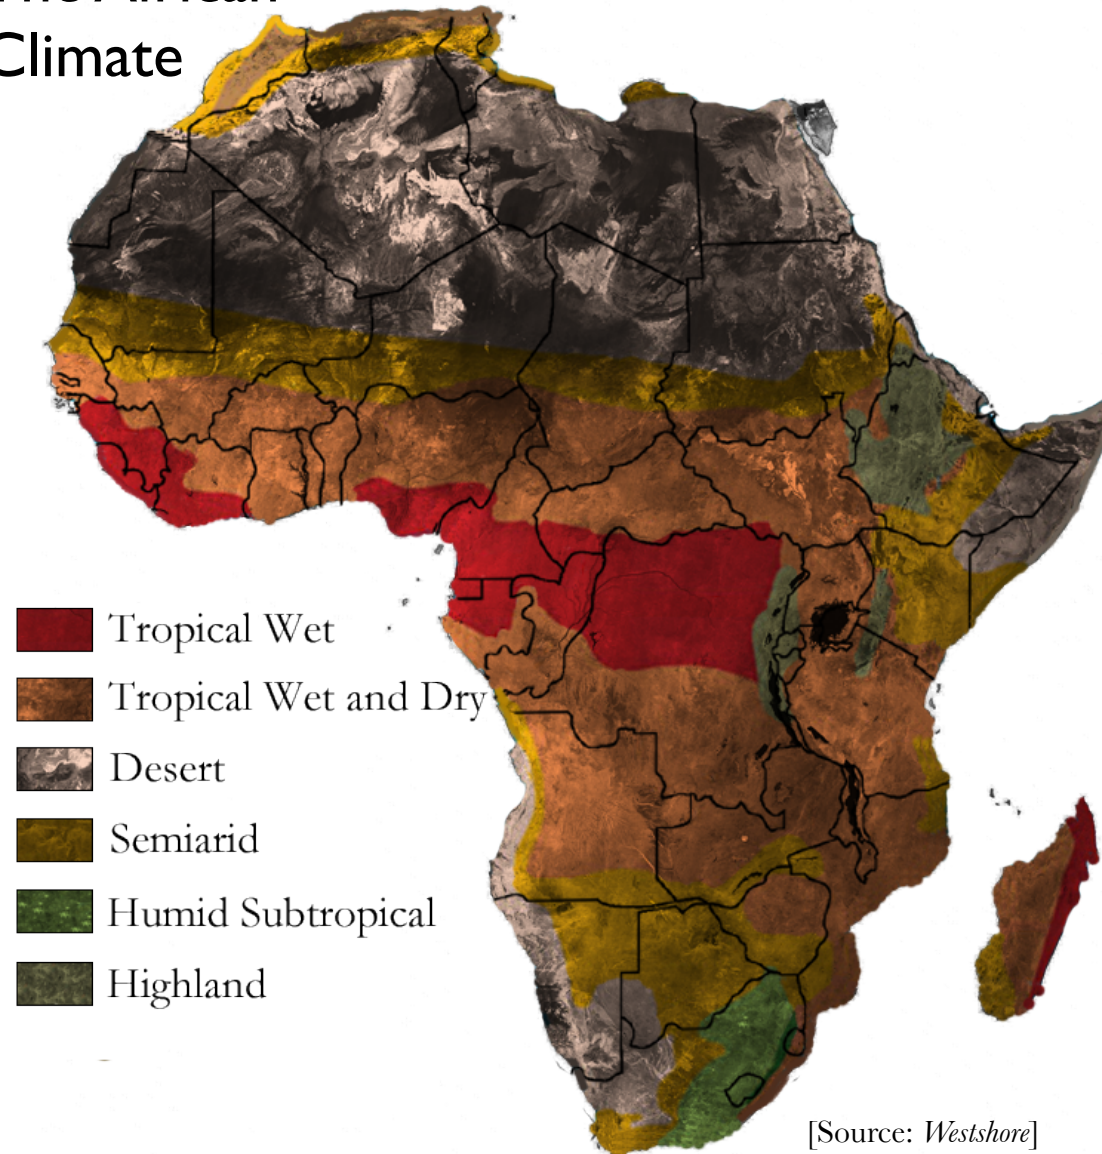 Climate
Tropical Wet
Tropical Wet and Dry
Desert
Semiarid
Humid Subtropical
Highland
[Source: Westshore]